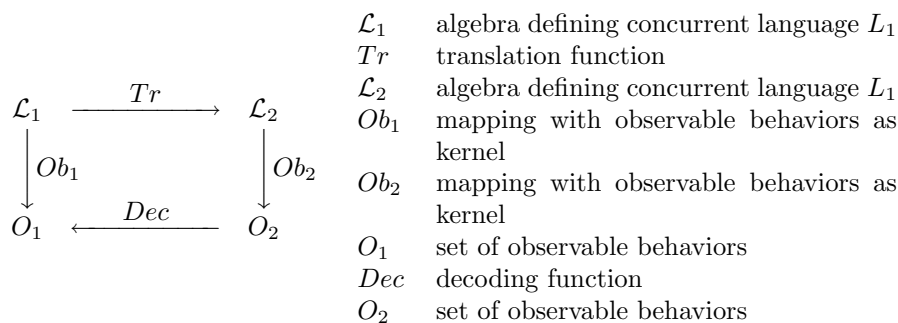 ℒ₁ Tr ℒ₂
Ob₁ Ob₂
O₁ Dec O₂
ℒ₁ algebra defining concurrent language L₁
Tr translation function
ℒ₂ algebra defining concurrent language L₁
Ob₁ mapping with observable behaviors as
kernel
Ob₂ mapping with observable behaviors as
kernel
O₁ set of observable behaviors
Dec decoding function
O₂ set of observable behaviors